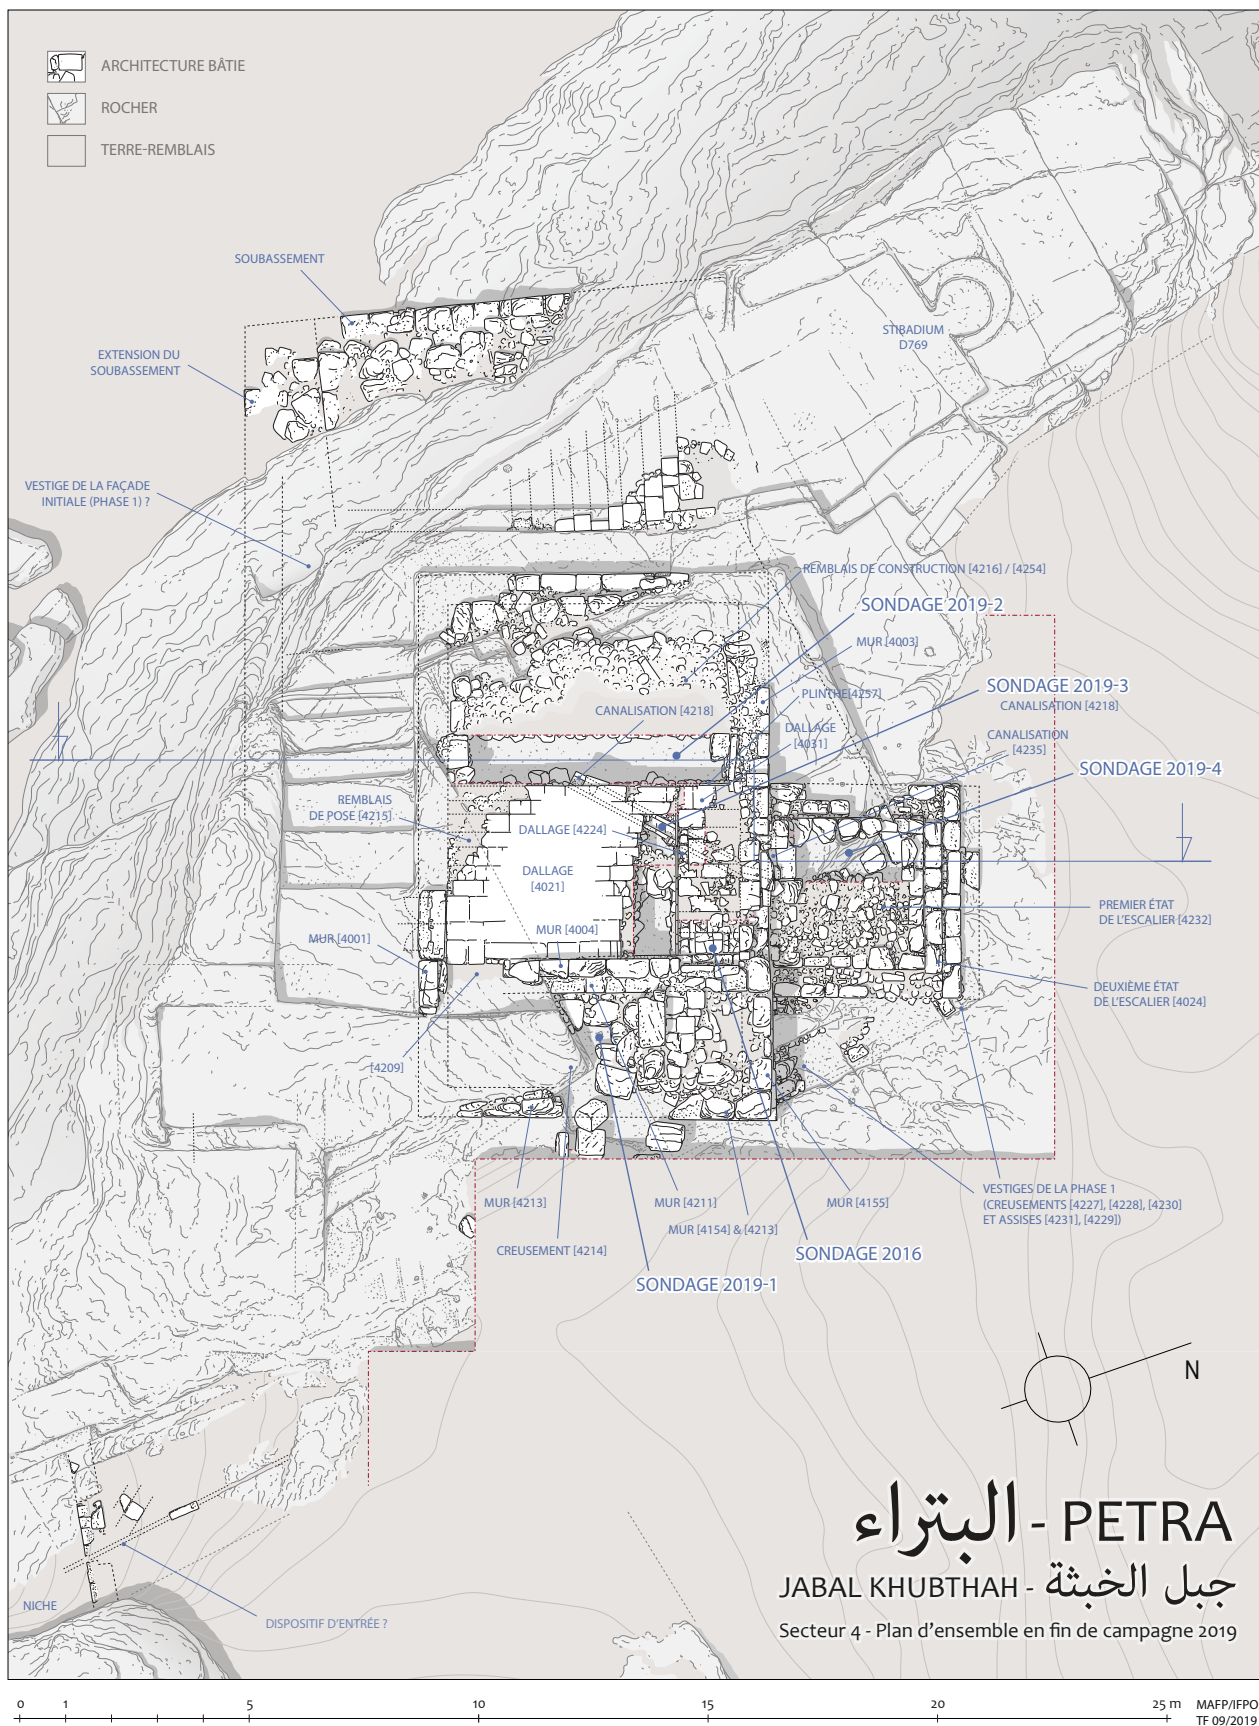 ARCHITECTURE BÂTIE
ROCHER
TERRE-REMBLAIS
SOUBASSEMENT
EXTENSION DU
SOUBASSEMENT
STIBADIUM
D769
VESTIGE DE LA FAÇADE
INITIALE (PHASE 1) ?
REMBLAIS DE CONSTRUCTION [4216] / [4254]
SONDAGE 2019-2
MUR [4003]
SONDAGE 2019-3
PLINTHE[4257]
CANALISATION [4218]
CANALISATION [4218]
DALLAGE
[4031]
CANALISATION
[4235]
SONDAGE 2019-4
REMBLAIS
DE POSE [4215]
DALLAGE [4224]
DALLAGE
[4021]
PREMIER ÉTAT
DE L'ESCALIER [4232]
MUR [4004]
MUR [4001]
DEUXIÈME ÉTAT
DE L'ESCALIER [4024]
[4209]
MUR [4213]
MUR [4211]
MUR [4155]
VESTIGES DE LA PHASE 1
(CREUSEMENTS [4227], [4228], [4230]
ET ASSISES [4231], [4229])
MUR [4154] & [4213]
CREUSEMENT [4214]
SONDAGE 2016
SONDAGE 2019-1
N
البتراء - PETRA
JABAL KHUBTHAH - جبل الخبثة
Secteur 4 - Plan d'ensemble en fin de campagne 2019
NICHE
DISPOSITIF D'ENTRÉE ?
0 1 5 10 15 20 25 m
MAFP/IFPO
TF 09/2019